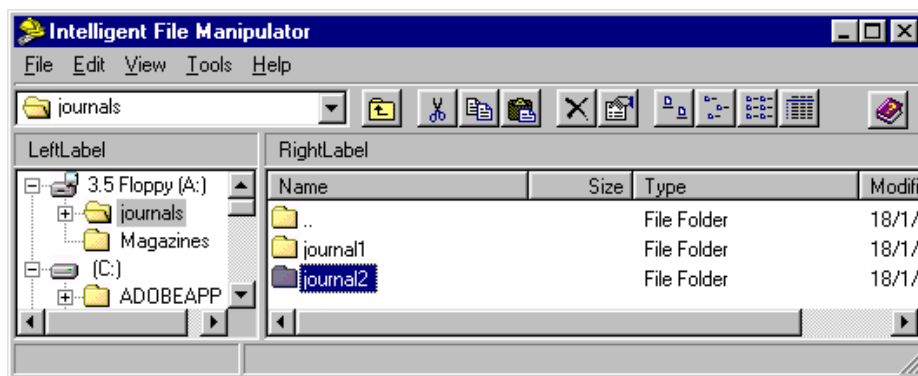 Intelligent File Manipulator
File Edit View Tools Help
journals
LeftLabel RightLabel
3.5 Floppy (A:)
journals
Magazines
(C:)
ADOBEAPP
Name Size Type Modifi
.. File Folder 18/1/
journal1 File Folder 18/1/
journal2 File Folder 18/1/